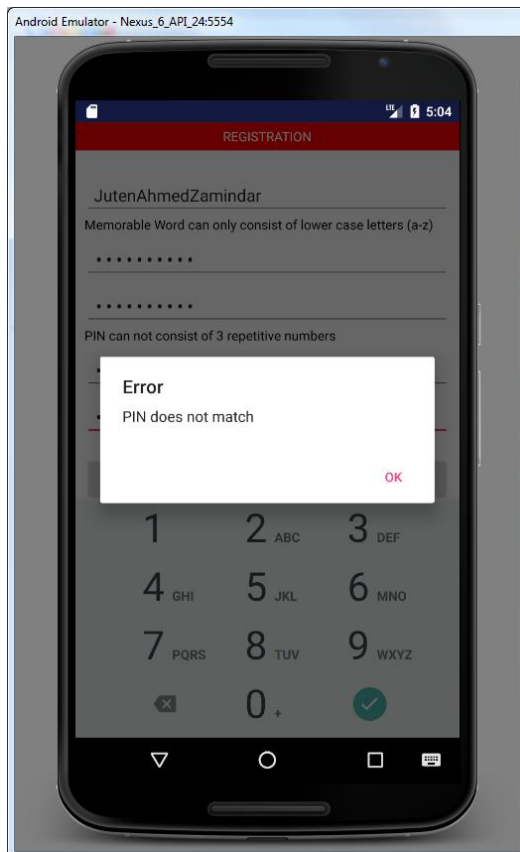 Android Emulator - Nexus_6_API_24:5554
LTE 5:04
REGISTRATION
JutenAhmedZamindar
Memorable Word can only consist of lower case letters (a-z)
••••••••••
••••••••••
PIN can not consist of 3 repetitive numbers
Error
PIN does not match
OK
1 2 ABC 3 DEF
4 GHI 5 JKL 6 MNO
7 PQRS 8 TUV 9 WXYZ
0 +